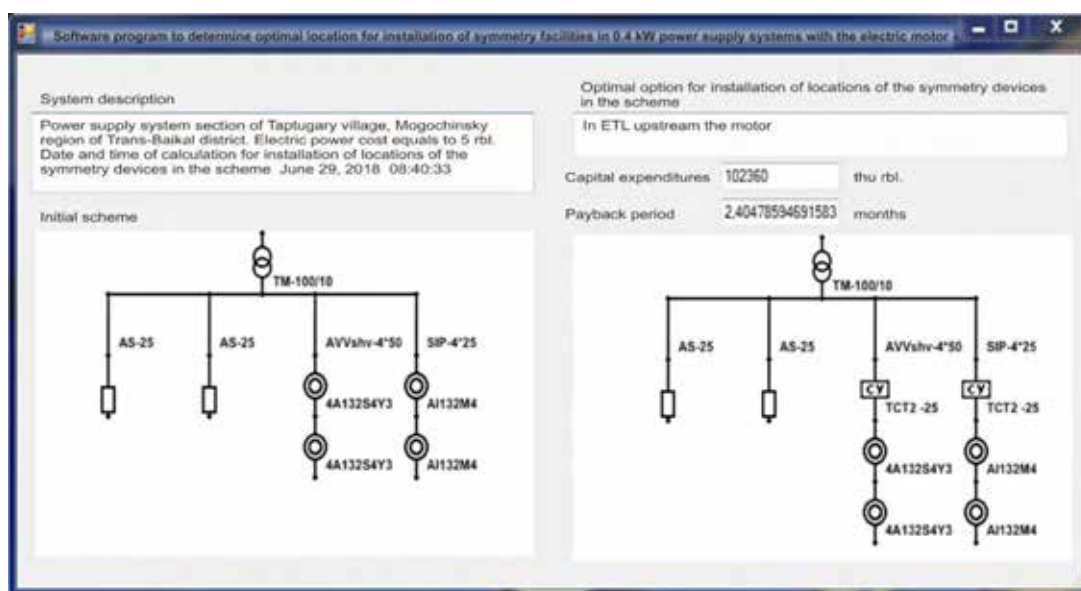 Software program to determine optimal location for installation of symmetry facilities in 0.4 kW power supply systems with the electric motor
System description
Power supply system section of Taptugary village, Mogochinsky
region of Trans-Baikal district. Electric power cost equals to 5 rbl.
Date and time of calculation for installation of locations of the
symmetry devices in the scheme June 29, 2018 08:40:33
Initial scheme
TM-100/10
AS-25 AS-25 AVVshv-4*50 SIP-4*25
4A132S4Y3 AI132M4
4A132S4Y3 AI132M4
Optimal option for installation of locations of the symmetry devices
in the scheme
In ETL upstream the motor
Capital expenditures 102360 thu rbl.
Payback period 2,40478594691583 months
TM-100/10
AS-25 AS-25 AVVshv-4*50 SIP-4*25
СУ СУ
TCT2 -25 TCT2 -25
4A132S4Y3 AI132M4
4A132S4Y3 AI132M4